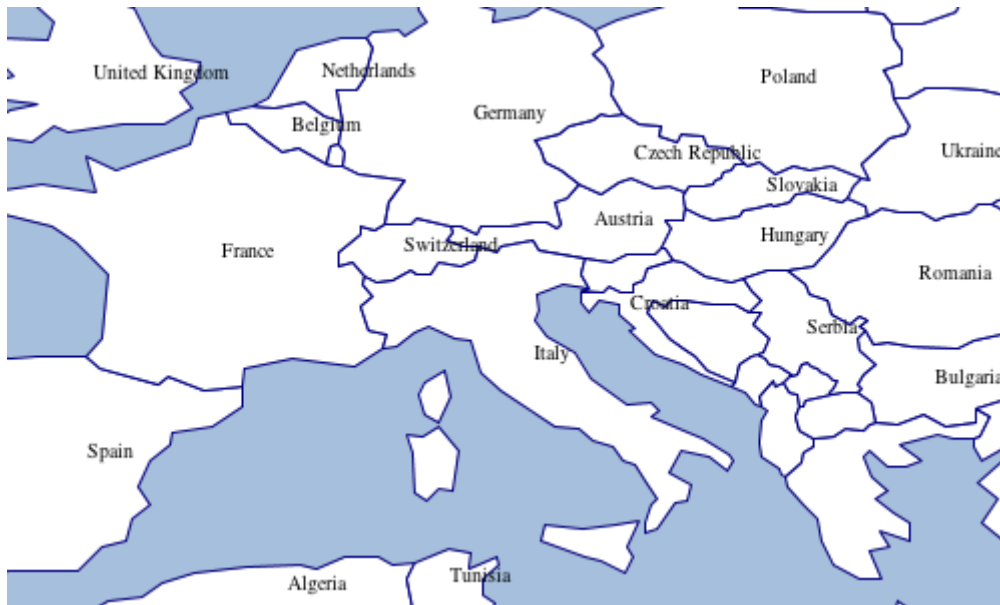 United Kingdom
Netherlands
Poland
Germany
Belgium
Czech Republic
Ukraine
Slovakia
Austria
Hungary
Switzerland
France
Romania
Croatia
Serbia
Italy
Bulgaria
Spain
Tunisia
Algeria